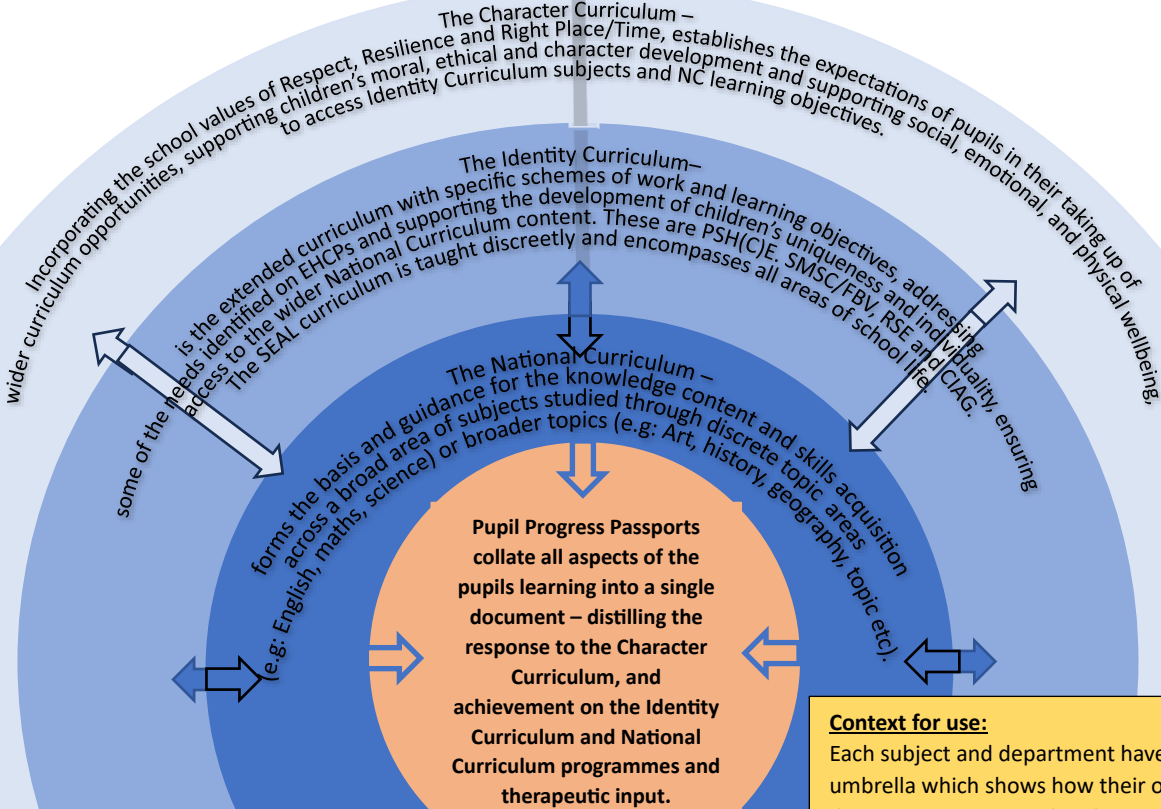 The Character Curriculum –
Incorporating the school values of Respect, Resilience and Right Place/Time, establishes the expectations of pupils in their taking up of
wider curriculum opportunities, supporting children's moral, ethical and character development and supporting social, emotional, and physical wellbeing,
to access Identity Curriculum subjects and NC learning objectives.
The Identity Curriculum–
is the extended curriculum with specific schemes of work and learning objectives, addressing
some of the needs identified on EHCPs and supporting the development of children's uniqueness and individuality, ensuring
access to the wider National Curriculum content. These are PSH(C)E. SMSC/FBV, RSE and CIAG.
The SEAL curriculum is taught discreetly and encompasses all areas of school life.
The National Curriculum –
forms the basis and guidance for the knowledge content and skills acquisition
across a broad area of subjects studied through discrete topic areas
(e.g: English, maths, science) or broader topics (e.g: Art, history, geography, topic etc).
Pupil Progress Passports
collate all aspects of the
pupils learning into a single
document – distilling the
response to the Character
Curriculum, and
achievement on the Identity
Curriculum and National
Curriculum programmes and
therapeutic input.
Context for use:
Each subject and department have
umbrella which shows how their o